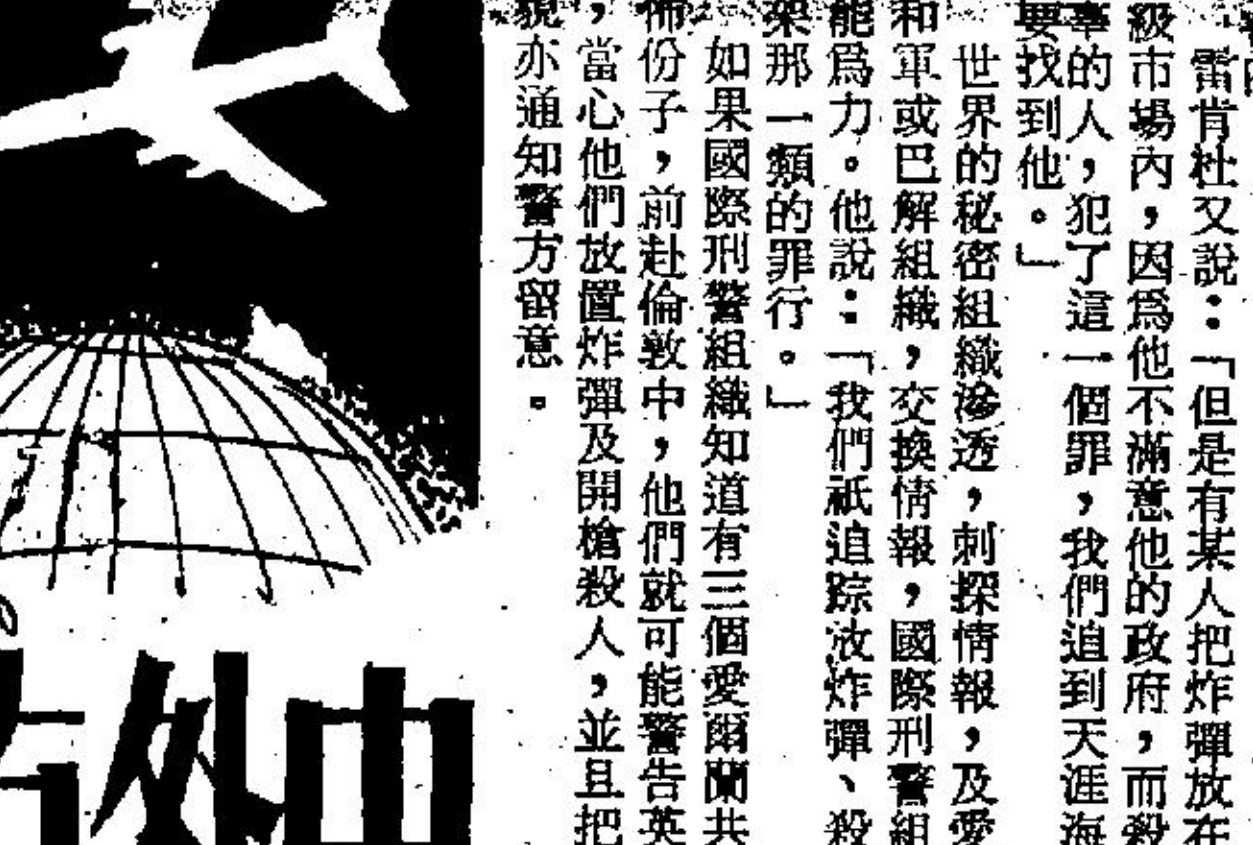 雷肯杜又說：「但是有某人把炸彈放在
級市場內，因爲他不滿意他的政府，而殺
辜的人，犯了這一個罪，我們追到天涯海
要找到他。」
世界的秘密組織滲透，刺探情報，及愛
和軍或巴解組織，交換情報，國際刑警組
能爲力。他說：「我們祇追踪放炸彈、殺
架那一類的罪行。」
如果國際刑警組織知道有三個愛爾蘭共
佈份子，前赴倫敦中，他們就可能警告英
，當心他們放置炸彈及開槍殺人，並且把
貌亦通知警方留意。
中外